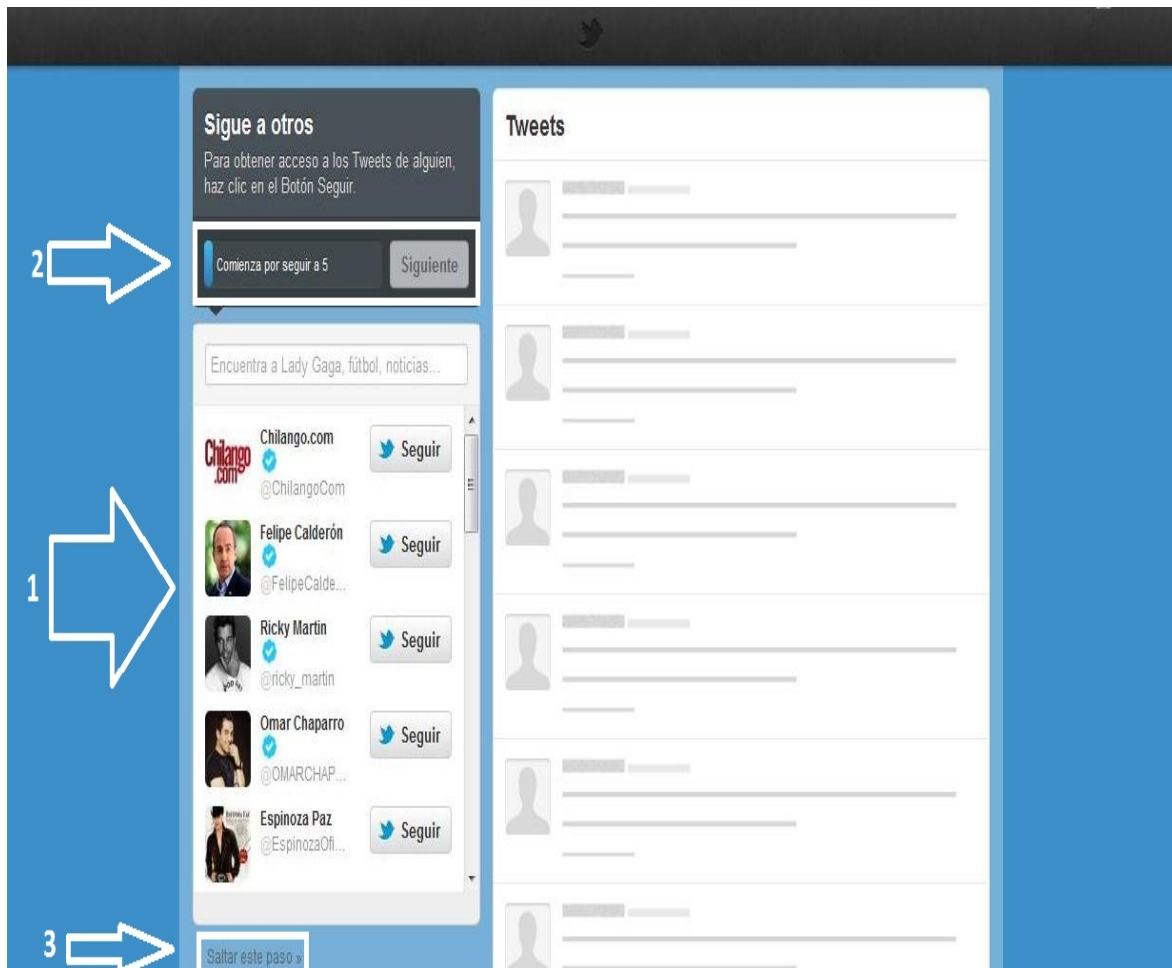 Sigue a otros
Para obtener acceso a los Tweets de alguien,
haz clic en el Botón Seguir.
2
Comienza por seguir a 5
Siguiente
Encuentra a Lady Gaga, fútbol, noticias...
Chilango.com
Chilango
.com
@ChilangoCom
Seguir
1
Felipe Calderón
@FelipeCalde...
Seguir
Ricky Martin
@ricky_martin
Seguir
Omar Chaparro
@OMARCHAP...
Seguir
Espinoza Paz
@EspinozaOfi...
Seguir
3
Saltar este paso »
Tweets